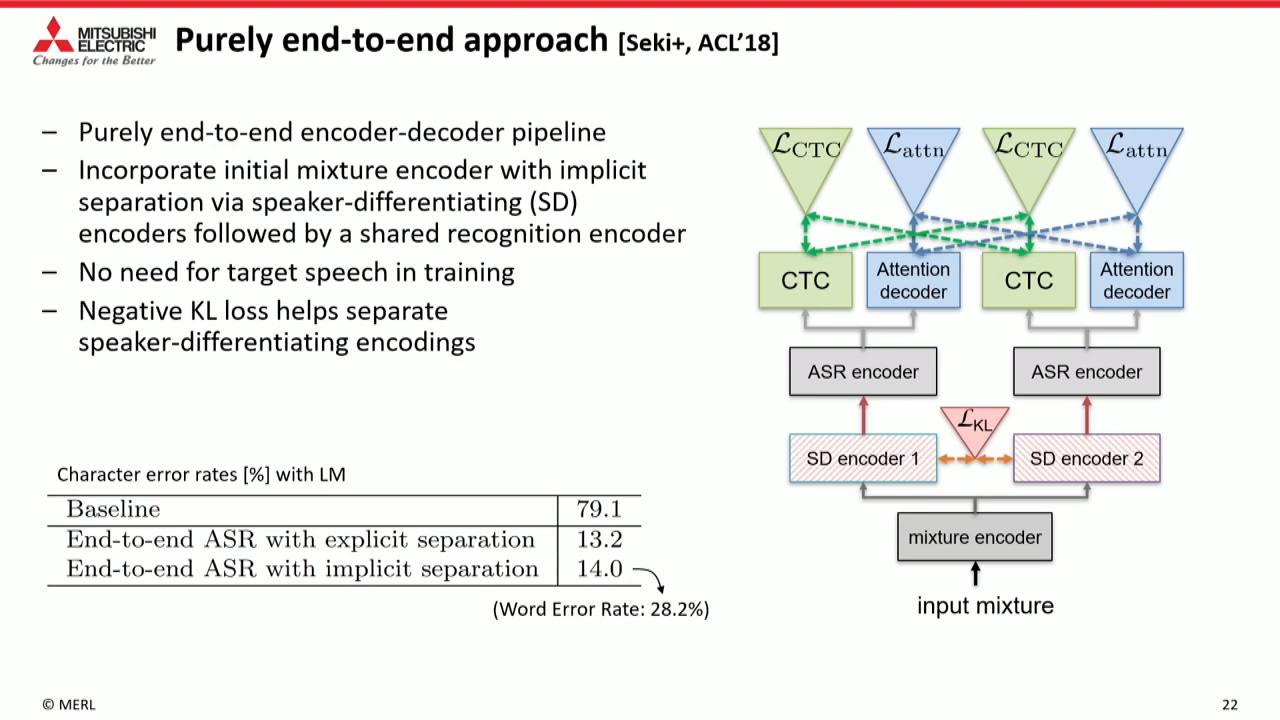 MITSUBISHI
ELECTRIC
Changes for the Better
Purely end-to-end approach [Seki+, ACL’18]
– Purely end-to-end encoder-decoder pipeline
– Incorporate initial mixture encoder with implicit
separation via speaker-differentiating (SD)
encoders followed by a shared recognition encoder
– No need for target speech in training
– Negative KL loss helps separate
speaker-differentiating encodings
Character error rates [%] with LM
Baseline 79.1
End-to-end ASR with explicit separation 13.2
End-to-end ASR with implicit separation 14.0
(Word Error Rate: 28.2%)
ℒCTC ℒattn ℒCTC ℒattn
CTC Attention decoder CTC Attention decoder
ASR encoder ASR encoder
ℒKL
SD encoder 1 SD encoder 2
mixture encoder
input mixture
© MERL
22